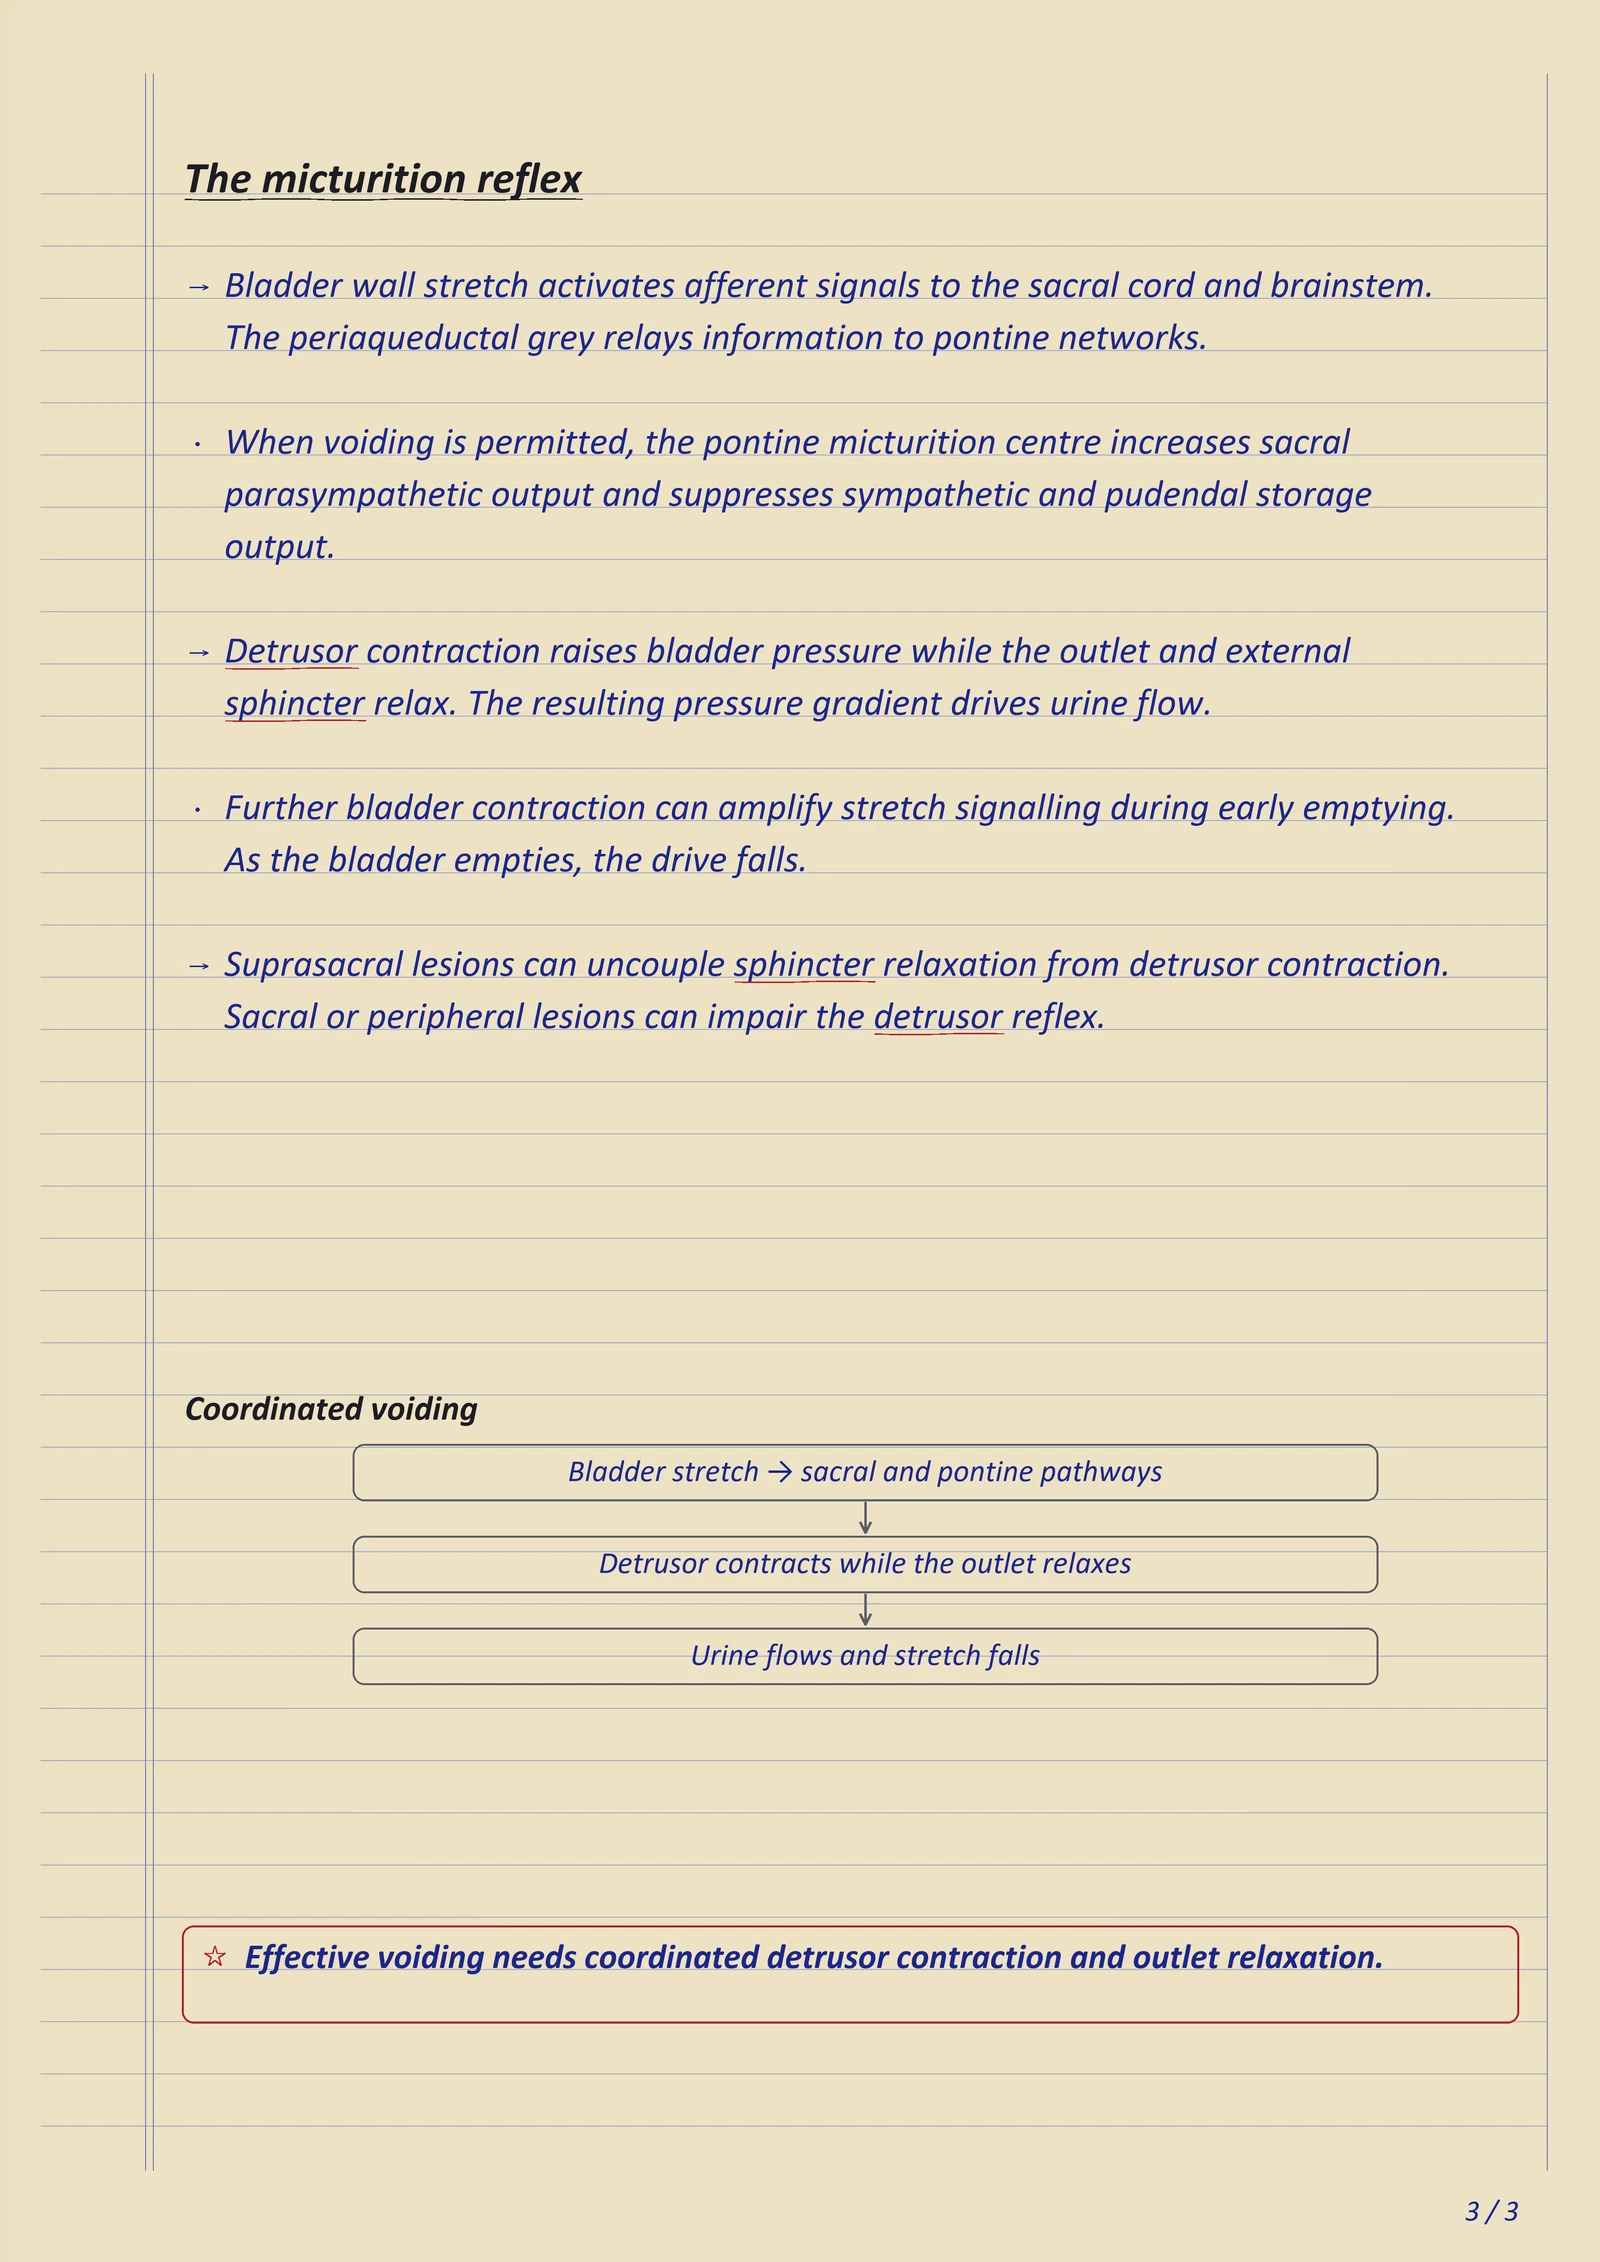 The micturition reflex
→ Bladder wall stretch activates afferent signals to the sacral cord and brainstem.
The periaqueductal grey relays information to pontine networks.
· When voiding is permitted, the pontine micturition centre increases sacral
parasympathetic output and suppresses sympathetic and pudendal storage
output.
→ Detrusor contraction raises bladder pressure while the outlet and external
sphincter relax. The resulting pressure gradient drives urine flow.
· Further bladder contraction can amplify stretch signalling during early emptying.
As the bladder empties, the drive falls.
→ Suprasacral lesions can uncouple sphincter relaxation from detrusor contraction.
Sacral or peripheral lesions can impair the detrusor reflex.
Coordinated voiding
Bladder stretch → sacral and pontine pathways
Detrusor contracts while the outlet relaxes
Urine flows and stretch falls
☆ Effective voiding needs coordinated detrusor contraction and outlet relaxation.
3 / 3